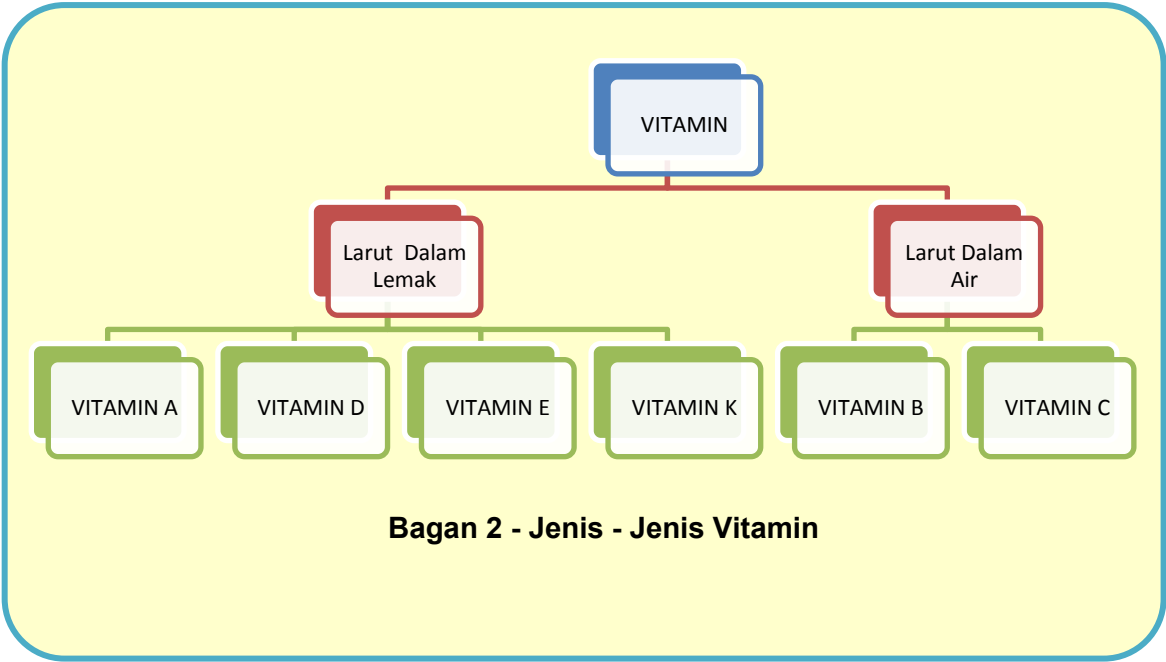 VITAMIN
Larut Dalam
Lemak
Larut Dalam
Air
VITAMIN A
VITAMIN D
VITAMIN E
VITAMIN K
VITAMIN B
VITAMIN C
Bagan 2 - Jenis - Jenis Vitamin